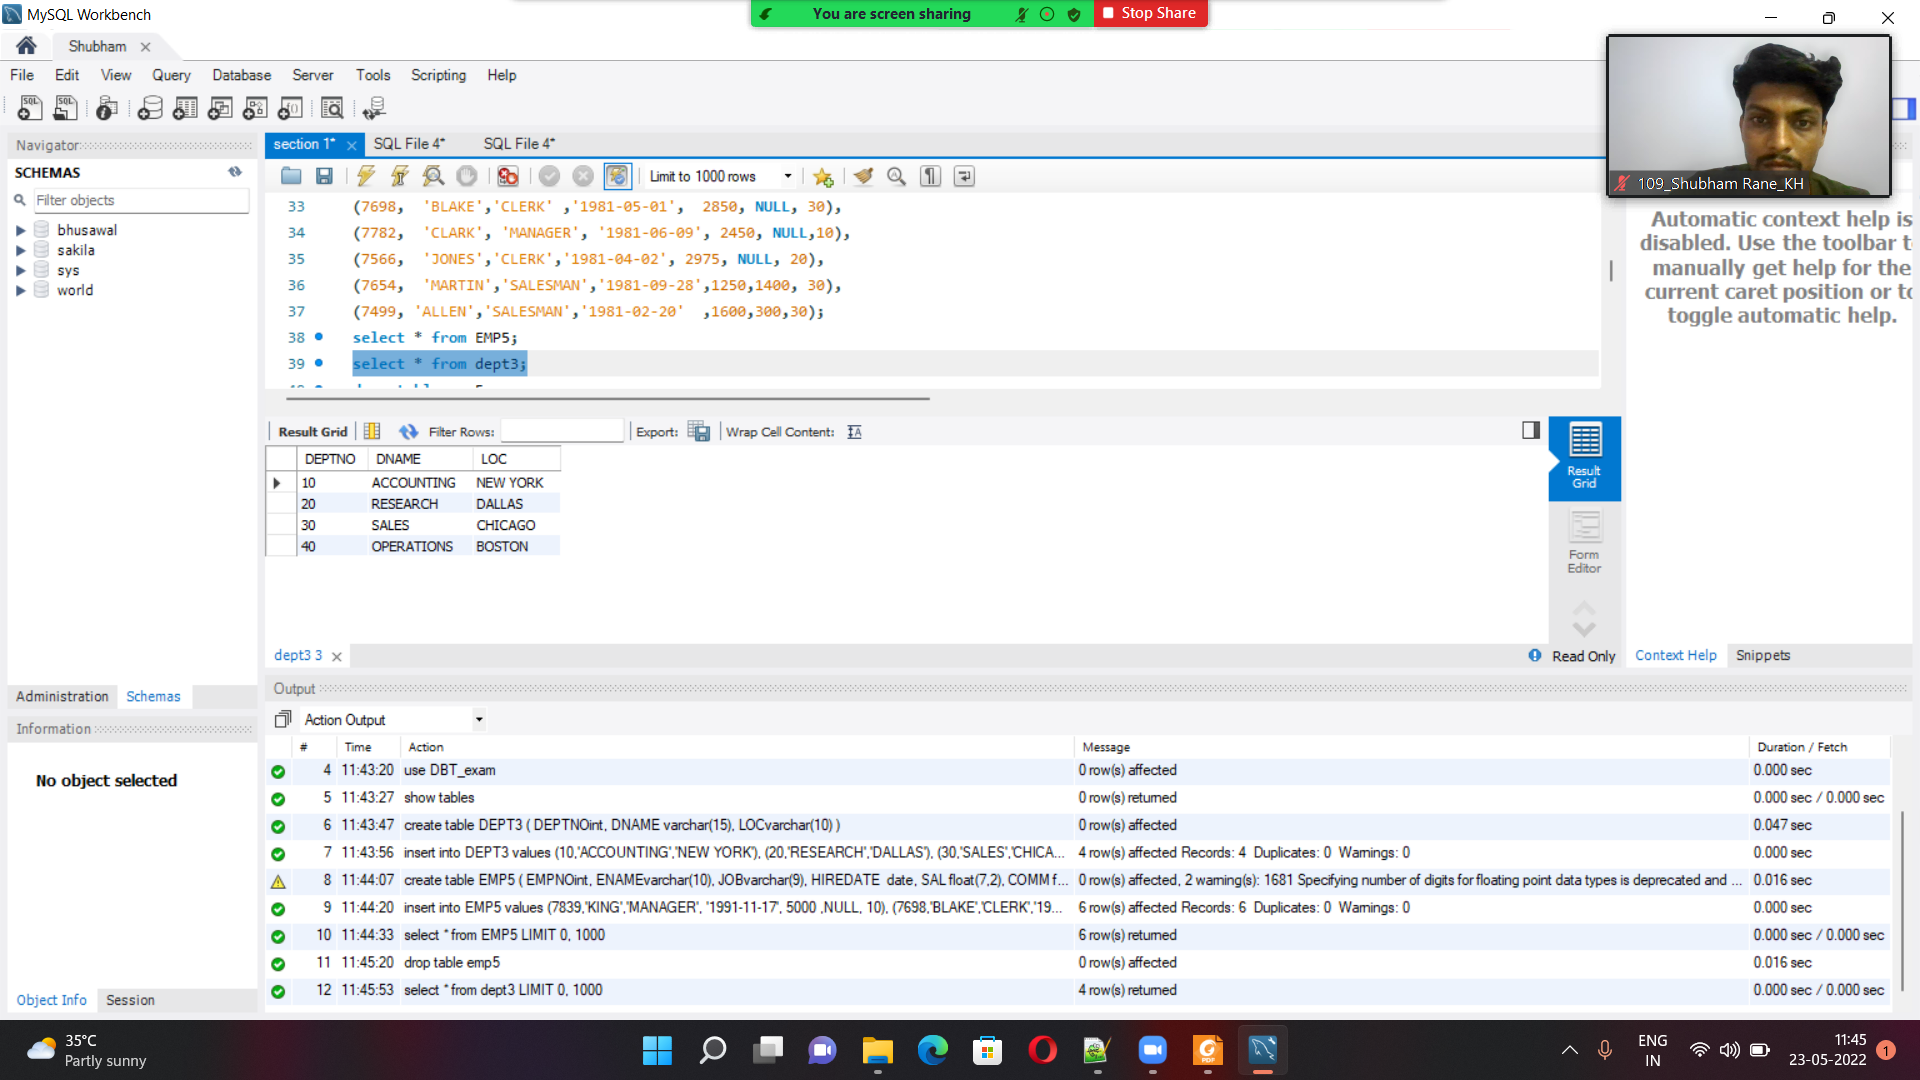 MySQL Workbench
You are screen sharing
Stop Share
Shubham
File Edit View Query Database Server Tools Scripting Help
Navigator
SCHEMAS
Filter objects
bhusawal
sakila
sys
world
Administration Schemas
Information
No object selected
Object Info Session
section 1* SQL File 4* SQL File 4*
Limit to 1000 rows
33 (7698, 'BLAKE','CLERK' ,'1981-05-01', 2850, NULL, 30),
34 (7782, 'CLARK', 'MANAGER', '1981-06-09', 2450, NULL,10),
35 (7566, 'JONES','CLERK','1981-04-02', 2975, NULL, 20),
36 (7654, 'MARTIN','SALESMAN','1981-09-28',1250,1400, 30),
37 (7499, 'ALLEN','SALESMAN','1981-02-20' ,1600,300,30);
38 select * from EMP5;
39 select * from dept3;
109_Shubham Rane_KH
Automatic context help is
disabled. Use the toolbar t
manually get help for the
current caret position or to
toggle automatic help.
Result Grid Filter Rows: Export: Wrap Cell Content:
DEPTNO DNAME LOC
10 ACCOUNTING NEW YORK
20 RESEARCH DALLAS
30 SALES CHICAGO
40 OPERATIONS BOSTON
Result
Grid
Form
Editor
dept3 3
Read Only
Context Help Snippets
Output
Action Output
# Time Action Message Duration / Fetch
4 11:43:20 use DBT_exam 0 row(s) affected 0.000 sec
5 11:43:27 show tables 0 row(s) returned 0.000 sec / 0.000 sec
6 11:43:47 create table DEPT3 ( DEPTNOint, DNAME varchar(15), LOCvarchar(10) ) 0 row(s) affected 0.047 sec
7 11:43:56 insert into DEPT3 values (10,'ACCOUNTING','NEW YORK'), (20,'RESEARCH','DALLAS'), (30,'SALES','CHICA... 4 row(s) affected Records: 4 Duplicates: 0 Warnings: 0 0.000 sec
8 11:44:07 create table EMP5 ( EMPNOint, ENAMEvarchar(10), JOBvarchar(9), HIREDATE date, SAL float(7,2), COMM f... 0 row(s) affected, 2 warning(s): 1681 Specifying number of digits for floating point data types is deprecated and ... 0.016 sec
9 11:44:20 insert into EMP5 values (7839,'KING','MANAGER', '1991-11-17', 5000 ,NULL, 10), (7698,'BLAKE','CLERK','19... 6 row(s) affected Records: 6 Duplicates: 0 Warnings: 0 0.000 sec
10 11:44:33 select * from EMP5 LIMIT 0, 1000 6 row(s) returned 0.000 sec / 0.000 sec
11 11:45:20 drop table emp5 0 row(s) affected 0.016 sec
12 11:45:53 select * from dept3 LIMIT 0, 1000 4 row(s) returned 0.000 sec / 0.000 sec
35°C
Partly sunny
ENG
IN
11:45
23-05-2022
1